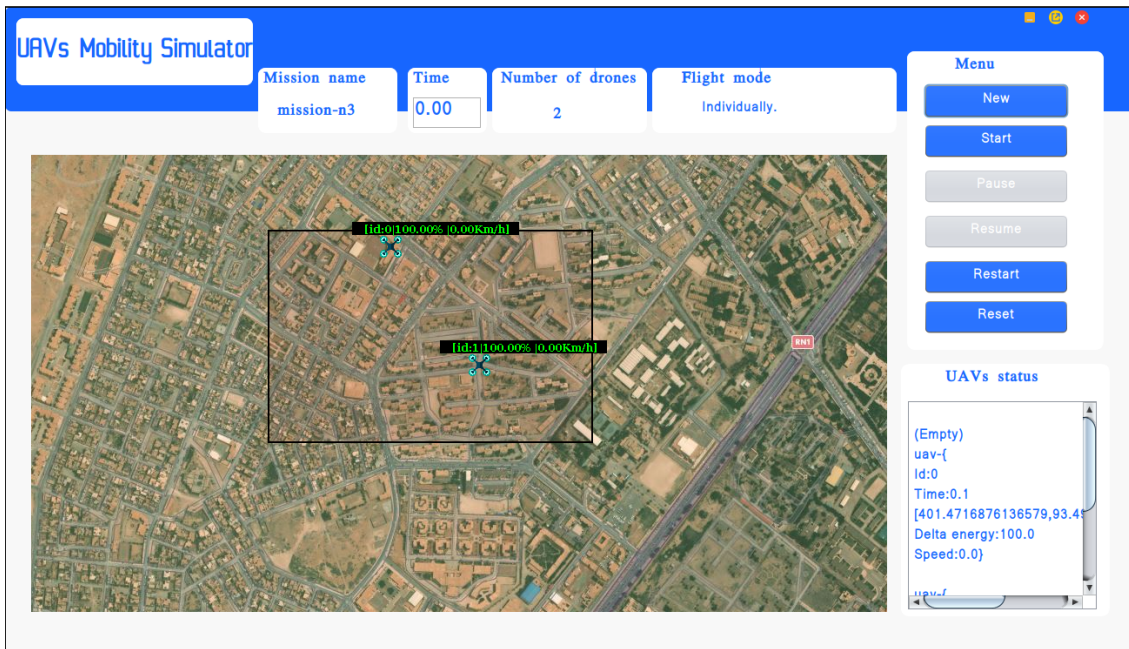 UAVs Mobility Simulator
Mission name
mission-n3
Time
0.00
Number of drones
2
Flight mode
Individually.
Menu
New
Start
Pause
Resume
Restart
Reset
[id:0|100.00% |0.00Km/h]
[id:1|100.00% |0.00Km/h]
RN1
UAVs status
(Empty)
uav-{
Id:0
Time:0.1
[401.4716876136579,93.49
Delta energy:100.0
Speed:0.0}
uav-{